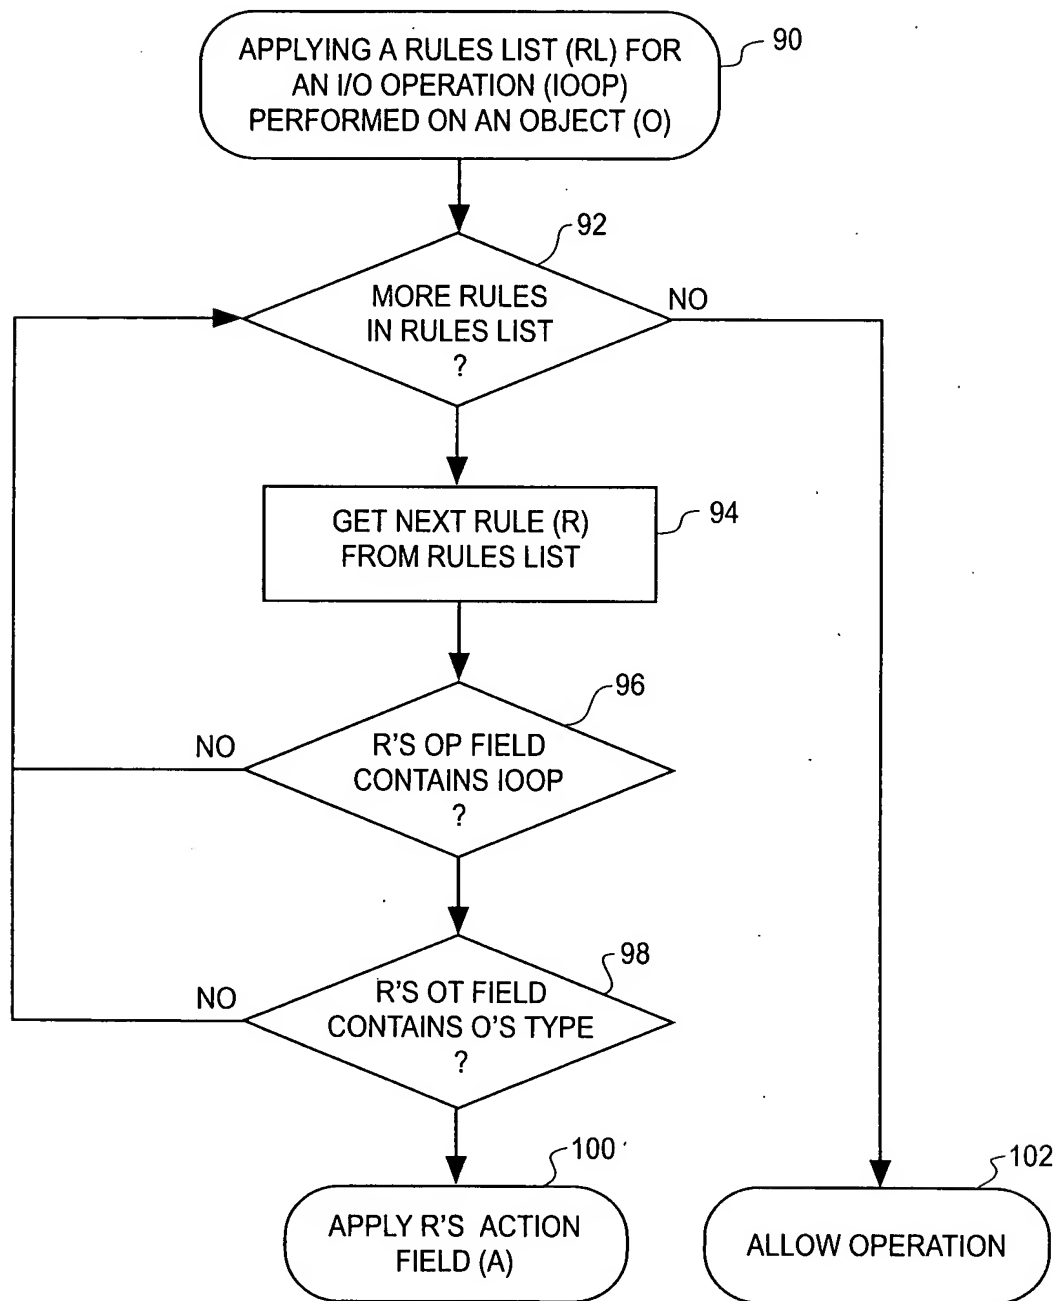 APPLYING A RULES LIST (RL) FOR
AN I/O OPERATION (IOOP)
PERFORMED ON AN OBJECT (O)
90
92
MORE RULES
IN RULES LIST
?
NO
GET NEXT RULE (R)
FROM RULES LIST
94
96
R'S OP FIELD
CONTAINS IOOP
?
NO
98
R'S OT FIELD
CONTAINS O'S TYPE
?
NO
100
APPLY R'S ACTION
FIELD (A)
102
ALLOW OPERATION